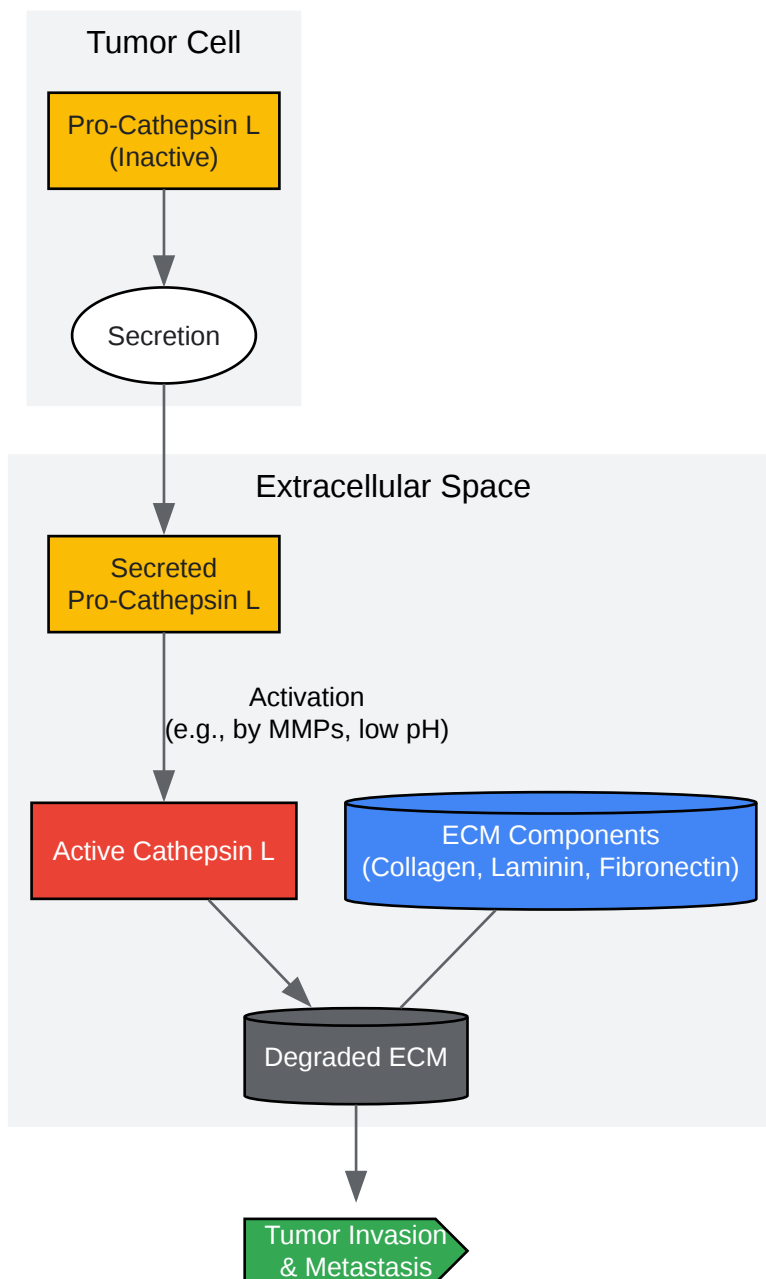 Tumor Cell
Pro-Cathepsin L
(Inactive)
Secretion
Extracellular Space
Secreted
Pro-Cathepsin L
Activation
(e.g., by MMPs, low pH)
Active Cathepsin L
ECM Components
(Collagen, Laminin, Fibronectin)
Degraded ECM
Tumor Invasion
& Metastasis